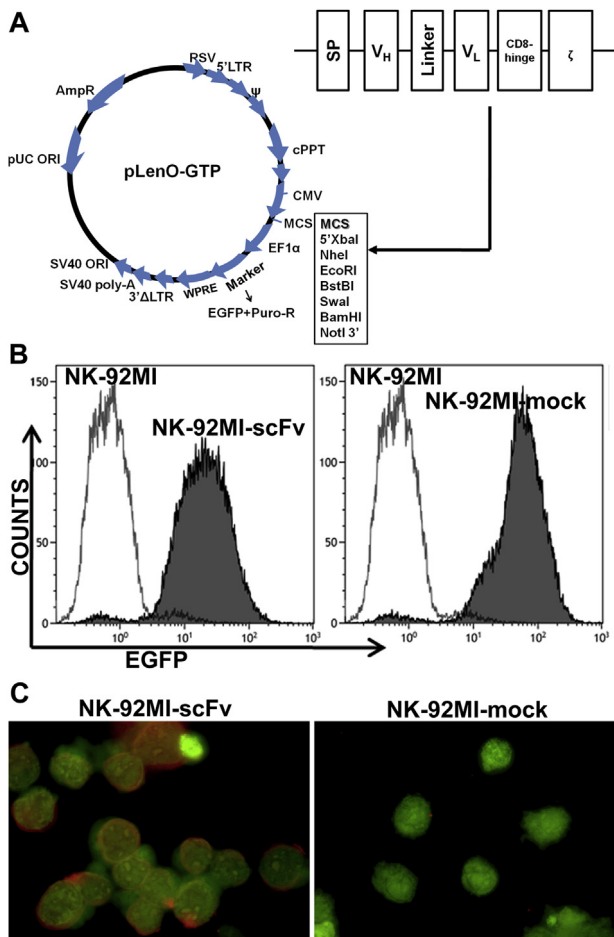 A
SP
VH
Linker
VL
CD8-
hinge
ζ
RSV
5'LTR
Ψ
cPPT
CMV
MCS
EF1α
Marker
EGFP+Puro-R
WPRE
3'ΔLTR
SV40 poly-A
SV40 ORI
pUC ORI
AmpR
pLenO-GTP
MCS
5'XbaI
NheI
EcoRI
BstBI
SwaI
BamHI
NotI 3'
B
NK-92MI
NK-92MI-scFv
150
100
50
0
10⁰ 10¹ 10² 10³
COUNTS
EGFP
NK-92MI
NK-92MI-mock
150
100
50
0
10⁰ 10¹ 10² 10³
C
NK-92MI-scFv
NK-92MI-mock